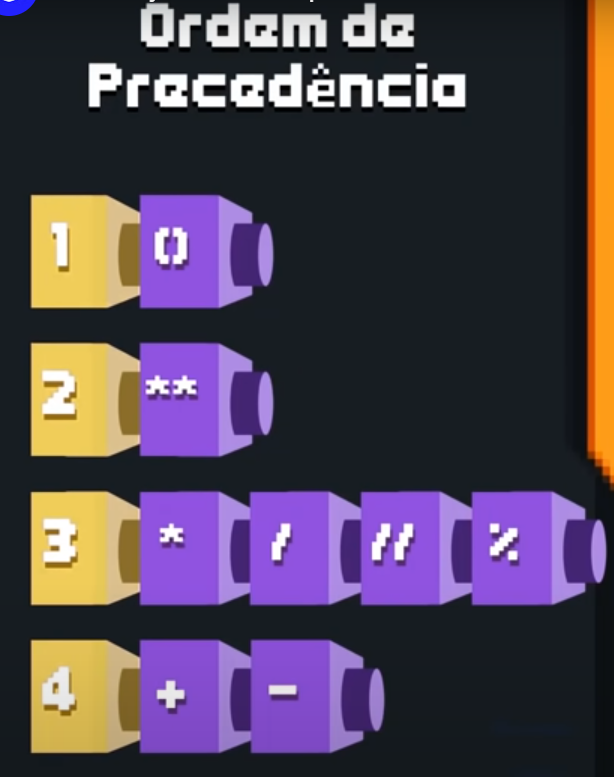 Ordem de
Precedência
1 ()
2 **
3 * / // %
4 + -